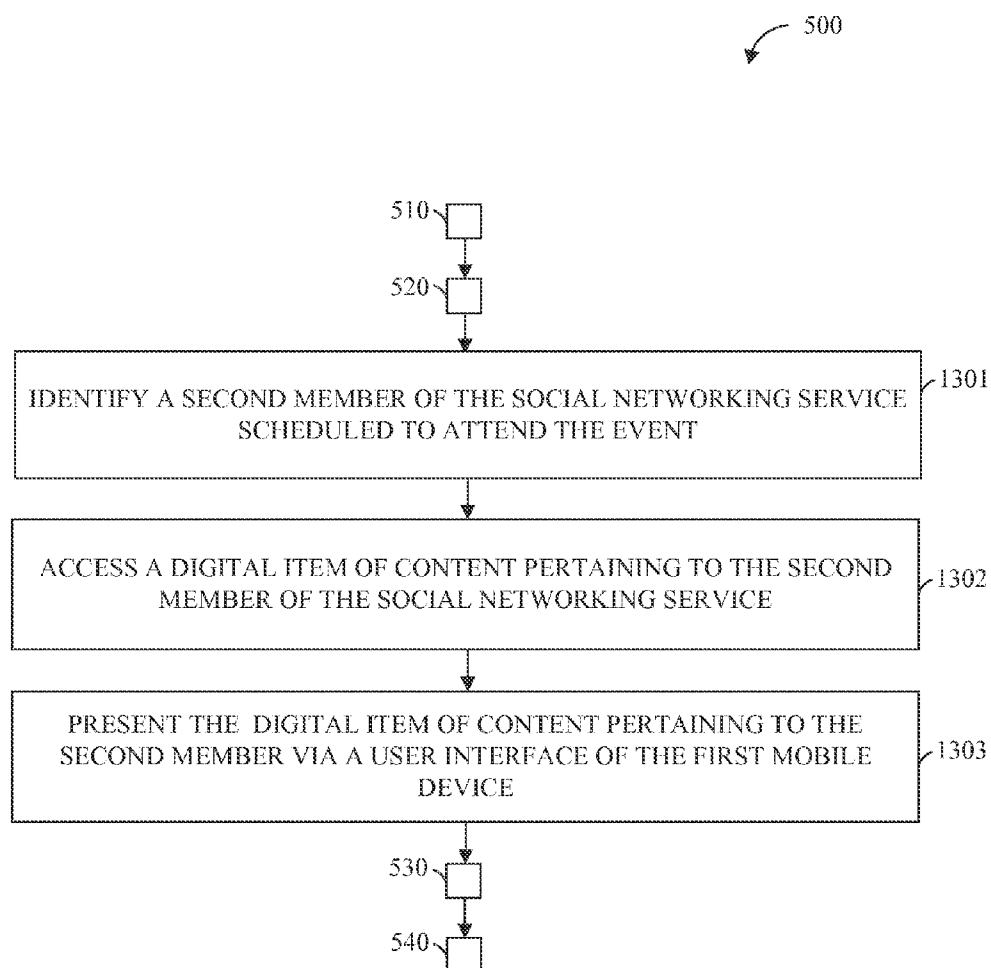 500
510
520
IDENTIFY A SECOND MEMBER OF THE SOCIAL NETWORKING SERVICE
SCHEDULED TO ATTEND THE EVENT
1301
ACCESS A DIGITAL ITEM OF CONTENT PERTAINING TO THE SECOND
MEMBER OF THE SOCIAL NETWORKING SERVICE
1302
PRESENT THE DIGITAL ITEM OF CONTENT PERTAINING TO THE
SECOND MEMBER VIA A USER INTERFACE OF THE FIRST MOBILE
DEVICE
1303
530
540